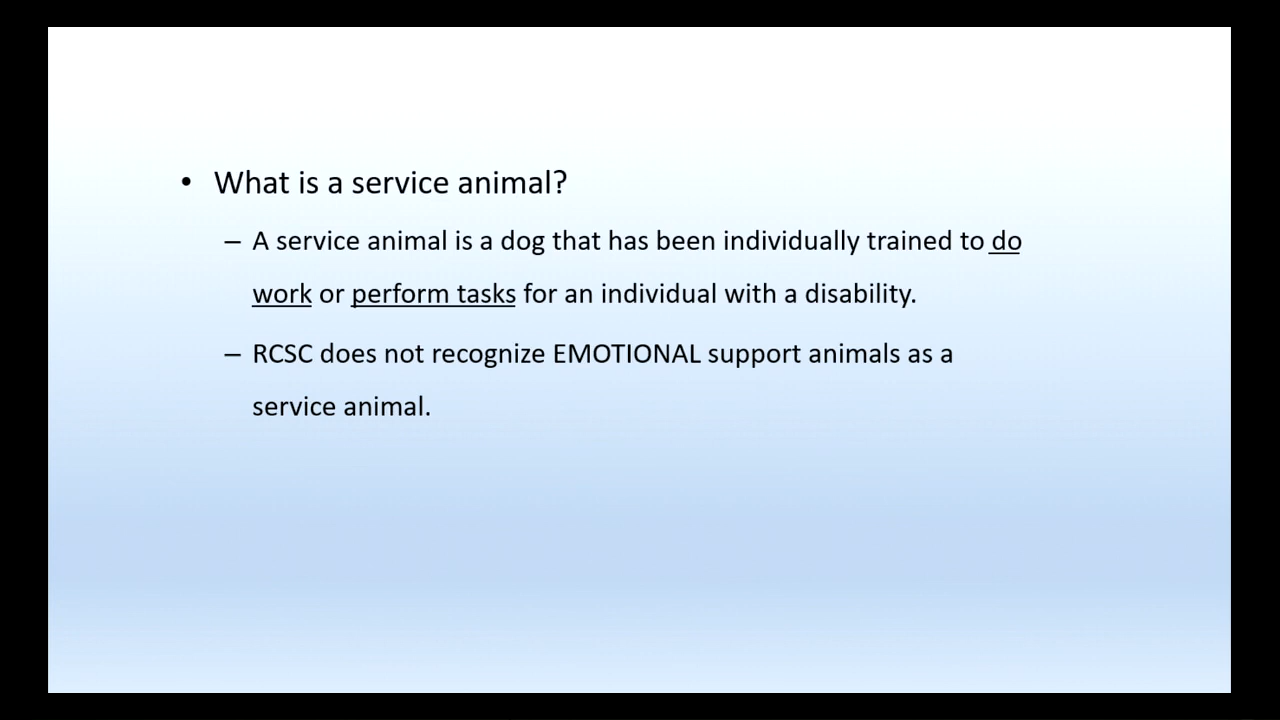 • What is a service animal?
– A service animal is a dog that has been individually trained to do
work or perform tasks for an individual with a disability.
– RCSC does not recognize EMOTIONAL support animals as a
service animal.